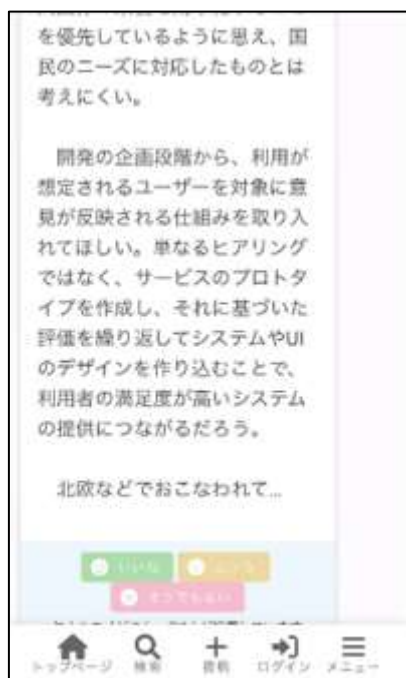 を優先しているように思え、国
民のニーズに対応したものとは
考えにくい。
開発の企画段階から、利用が
想定されるユーザーを対象に意
見が反映される仕組みを取り入
れてほしい。単なるヒアリング
ではなく、サービスのプロトタ
イプを作成し、それに基づいた
評価を繰り返してシステムやUI
のデザインを作り込むことで、
利用者の満足度が高いシステム
の提供につながるだろう。
北欧などでおこなわれて...
いいね
ふつう
そうでもない
トップページ
検索
投稿
ログイン
メニュー